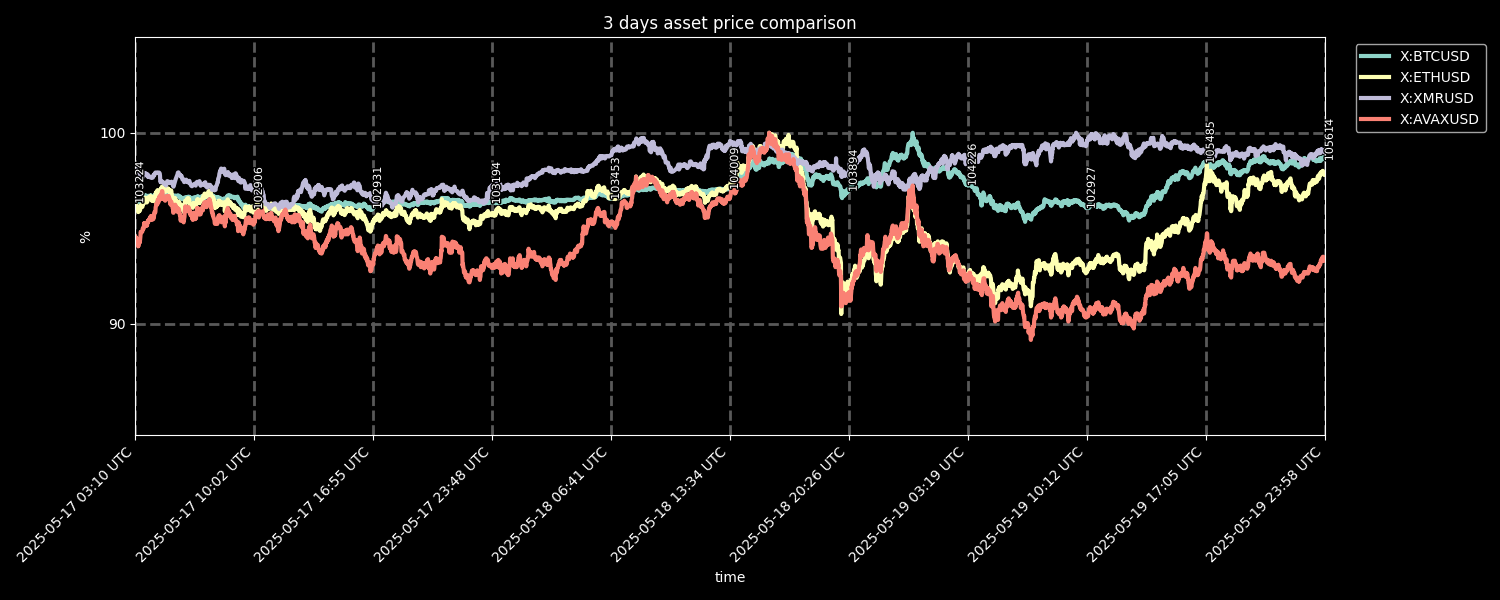 3 days asset price comparison
X:BTCUSD
X:ETHUSD
X:XMRUSD
X:AVAXUSD
100
90
%
103224
102906
102931
103194
103453
104009
103894
104226
102927
105485
105614
2025-05-17 03:10 UTC
2025-05-17 10:02 UTC
2025-05-17 16:55 UTC
2025-05-17 23:48 UTC
2025-05-18 06:41 UTC
2025-05-18 13:34 UTC
2025-05-18 20:26 UTC
2025-05-19 03:19 UTC
2025-05-19 10:12 UTC
2025-05-19 17:05 UTC
2025-05-19 23:58 UTC
time